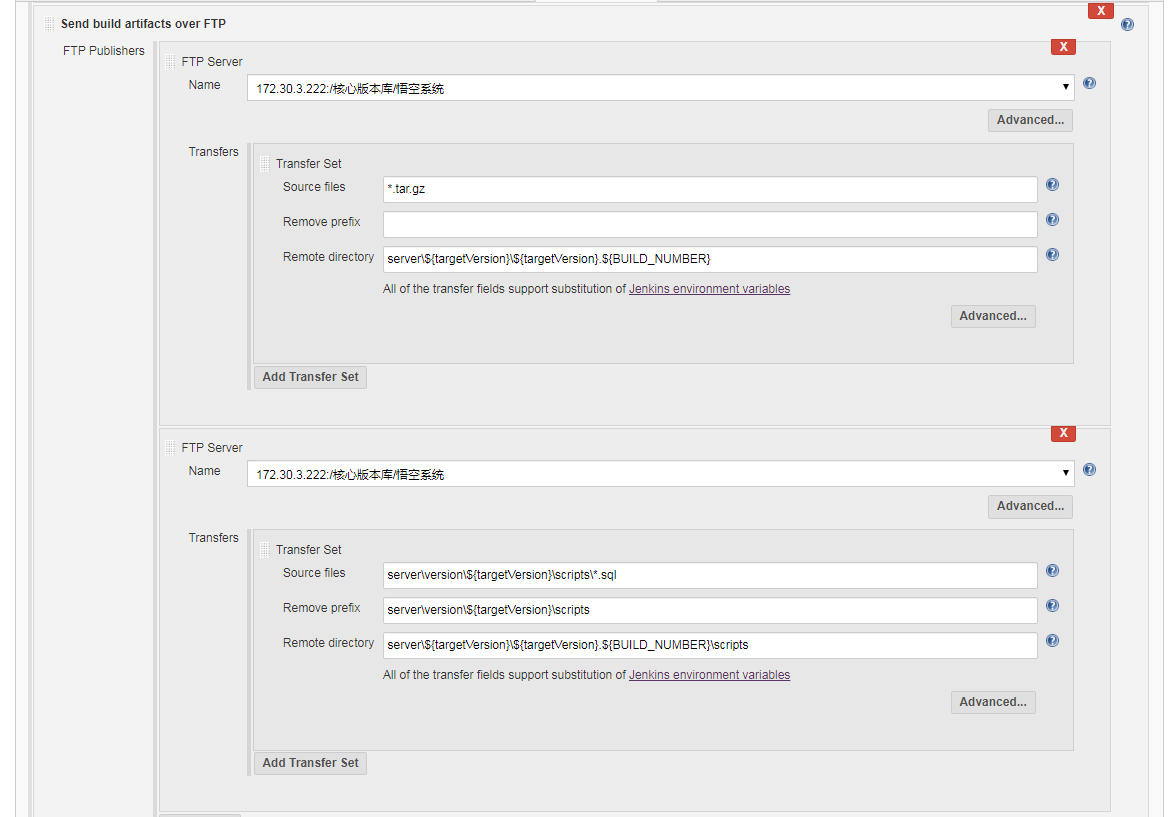 Send build artifacts over FTP
X
FTP Publishers
X
FTP Server
Name
172.30.3.222:/核心版本库/悟空系统
Advanced...
Transfers
Transfer Set
Source files
*.tar.gz
Remove prefix
Remote directory
server\${targetVersion}\${targetVersion}.${BUILD_NUMBER}
All of the transfer fields support substitution of Jenkins environment variables
Advanced...
Add Transfer Set
X
FTP Server
Name
172.30.3.222:/核心版本库/悟空系统
Advanced...
Transfers
Transfer Set
Source files
server\version\${targetVersion}\scripts\*.sql
Remove prefix
server\version\${targetVersion}\scripts
Remote directory
server\${targetVersion}\${targetVersion}.${BUILD_NUMBER}\scripts
All of the transfer fields support substitution of Jenkins environment variables
Advanced...
Add Transfer Set